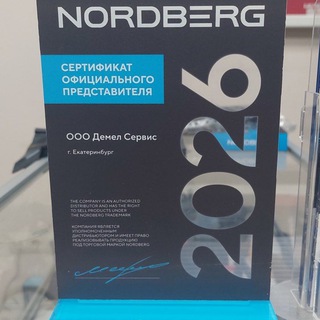 NORDBERG
СЕРТИФИКАТ
ОФИЦИАЛЬНОГО
ПРЕДСТАВИТЕЛЯ
ООО Демел Сервис
г. Екатеринбург
2026
THE COMPANY IS AN AUTHORIZED
DISTRIBUTOR AND HAS THE RIGHT
TO SELL PRODUCTS UNDER
THE NORDBERG TRADEMARK
КОМПАНИЯ ЯВЛЯЕТСЯ
УПОЛНОМОЧЕННЫМ
ДИСТРИБЬЮТОРОМ И ИМЕЕТ ПРАВО
РЕАЛИЗОВЫВАТЬ ПРОДУКЦИЮ
ПОД ТОРГОВОЙ МАРКОЙ NORDBERG